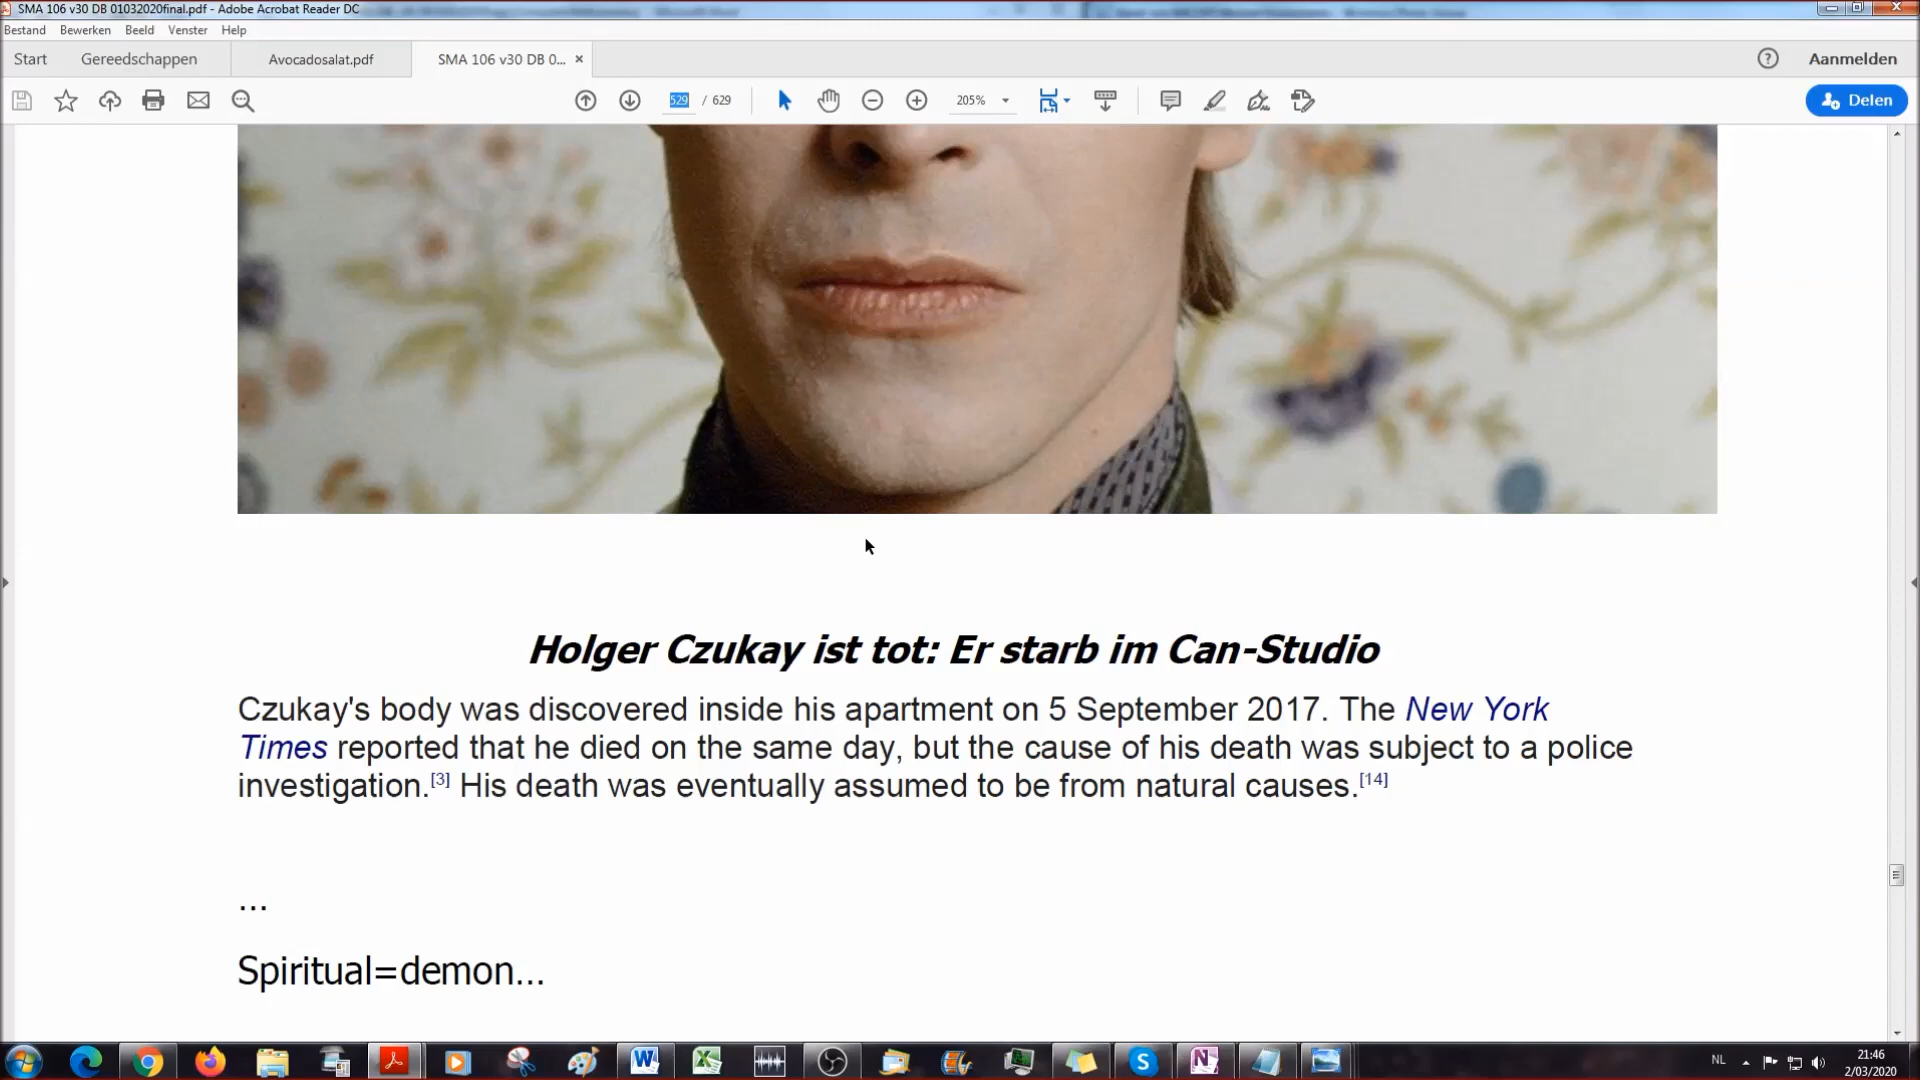 SMA 106 v30 DB 01032020final.pdf - Adobe Acrobat Reader DC
Bestand Bewerken Beeld Venster Help
Start Gereedschappen Avocadosalat.pdf SMA 106 v30 DB 0... × ? Aanmelden
529 / 629 205% Delen
Holger Czukay ist tot: Er starb im Can-Studio
Czukay's body was discovered inside his apartment on 5 September 2017. The New York
Times reported that he died on the same day, but the cause of his death was subject to a police
investigation.[3] His death was eventually assumed to be from natural causes.[14]
...
Spiritual=demon...
NL 21:46
2/03/2020